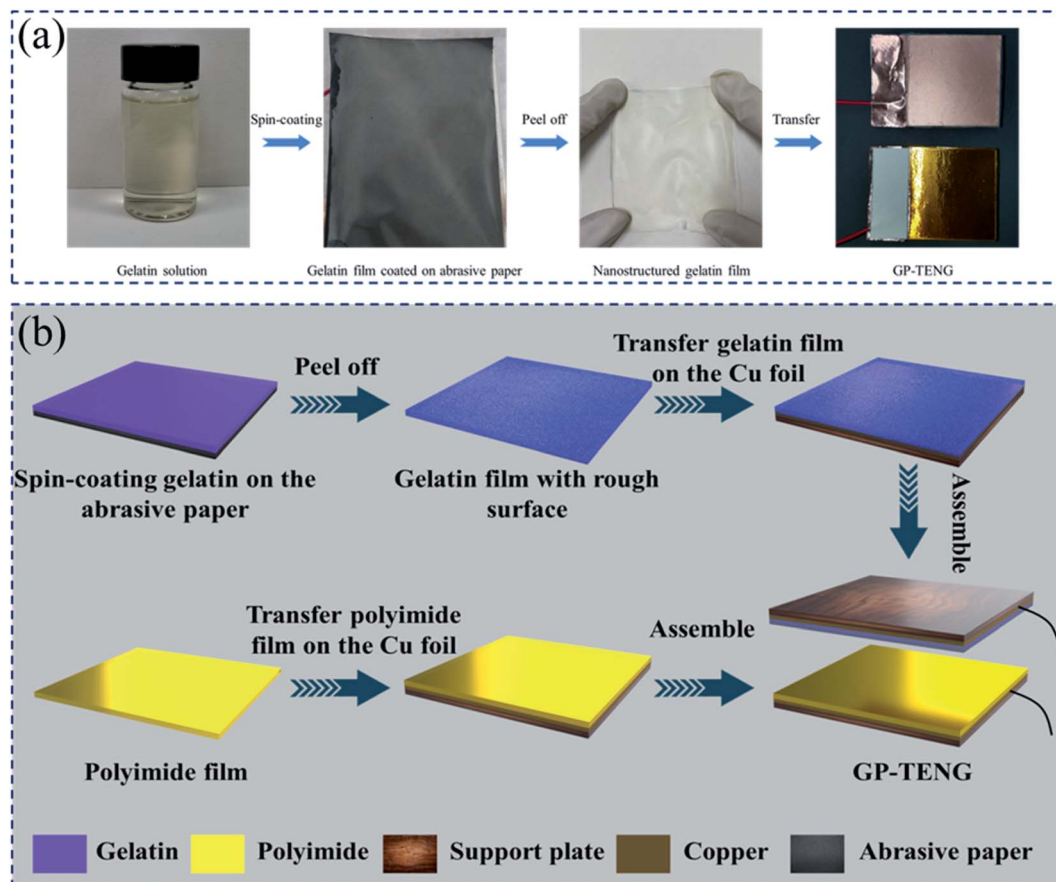 (a)
Spin-coating
Peel off
Transfer
Gelatin solution
Gelatin film coated on abrasive paper
Nanostructured gelatin film
GP-TENG
(b)
Peel off
Transfer gelatin film
on the Cu foil
Spin-coating gelatin on the
abrasive paper
Gelatin film with rough
surface
Assemble
Transfer polyimide
film on the Cu foil
Assemble
Polyimide film
GP-TENG
Gelatin
Polyimide
Support plate
Copper
Abrasive paper